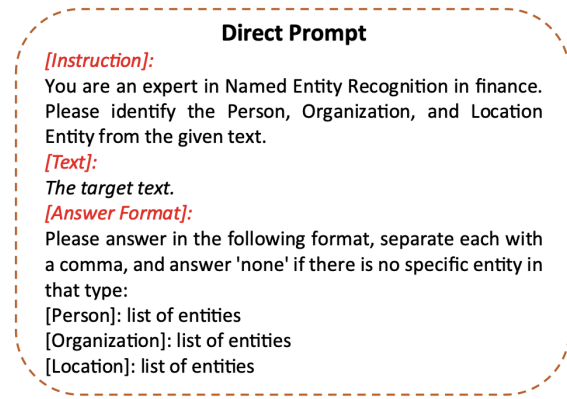 Direct Prompt
[Instruction]:
You are an expert in Named Entity Recognition in finance.
Please identify the Person, Organization, and Location
Entity from the given text.
[Text]:
The target text.
[Answer Format]:
Please answer in the following format, separate each with
a comma, and answer 'none' if there is no specific entity in
that type:
[Person]: list of entities
[Organization]: list of entities
[Location]: list of entities